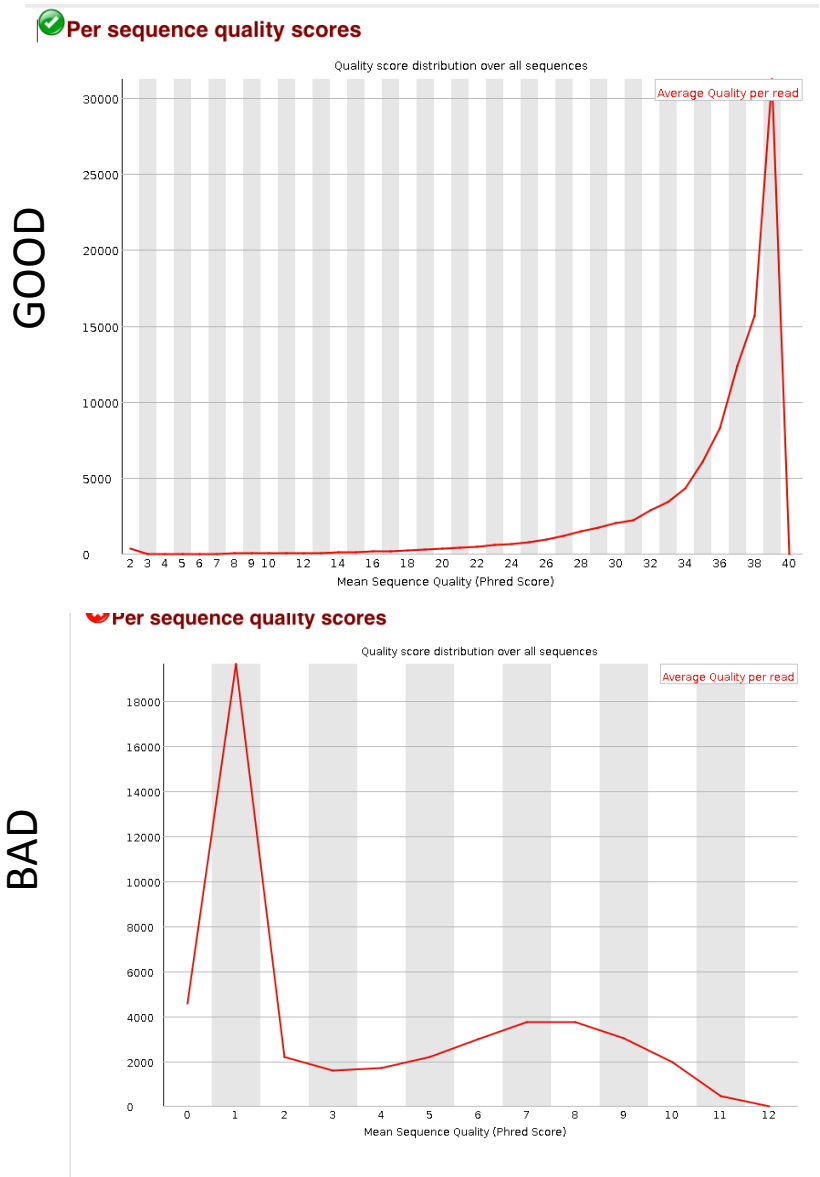 Per sequence quality scores
Quality score distribution over all sequences
Average Quality per read
30000
25000
20000
15000
10000
5000
0
2 3 4 5 6 7 8 9 10 12 14 16 18 20 22 24 26 28 30 32 34 36 38 40
Mean Sequence Quality (Phred Score)
GOOD
Per sequence quality scores
Quality score distribution over all sequences
Average Quality per read
18000
16000
14000
12000
10000
8000
6000
4000
2000
0
0 1 2 3 4 5 6 7 8 9 10 11 12
Mean Sequence Quality (Phred Score)
BAD